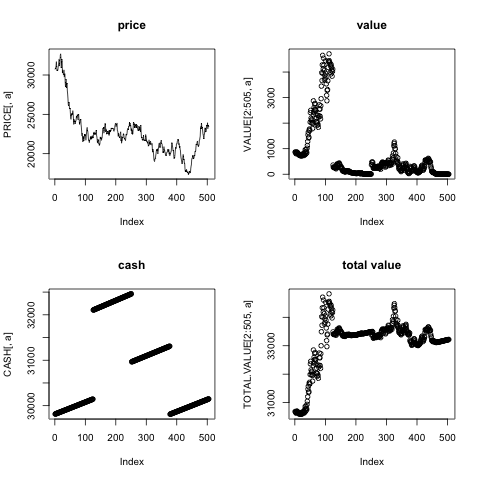 price
PRICE[, a]
20000 25000 30000
0 100 200 300 400 500
Index
value
VALUE[2:505, a]
0 1000 3000
0 100 200 300 400 500
Index
cash
CASH[, a]
30000 31000 32000
0 100 200 300 400 500
Index
total value
TOTAL.VALUE[2:505, a]
31000 33000
0 100 200 300 400 500
Index